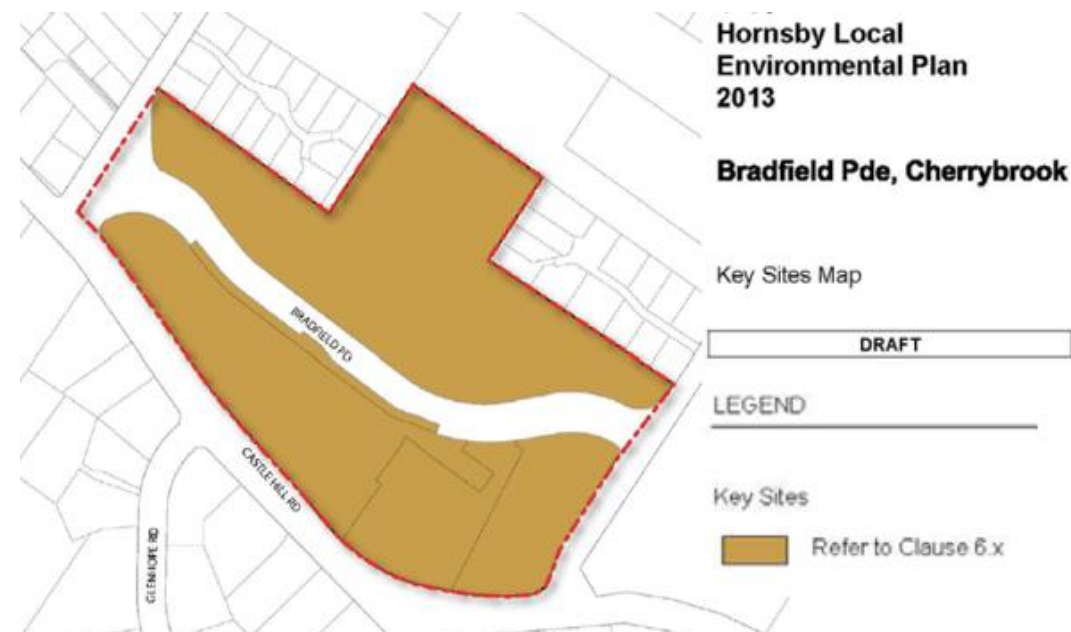 Hornsby Local
Environmental Plan
2013
Bradfield Pde, Cherrybrook
Key Sites Map
DRAFT
LEGEND
Key Sites
Refer to Clause 6.x
BRADFIELD PD
CASTLE HILL RD
GLENHOPE RD